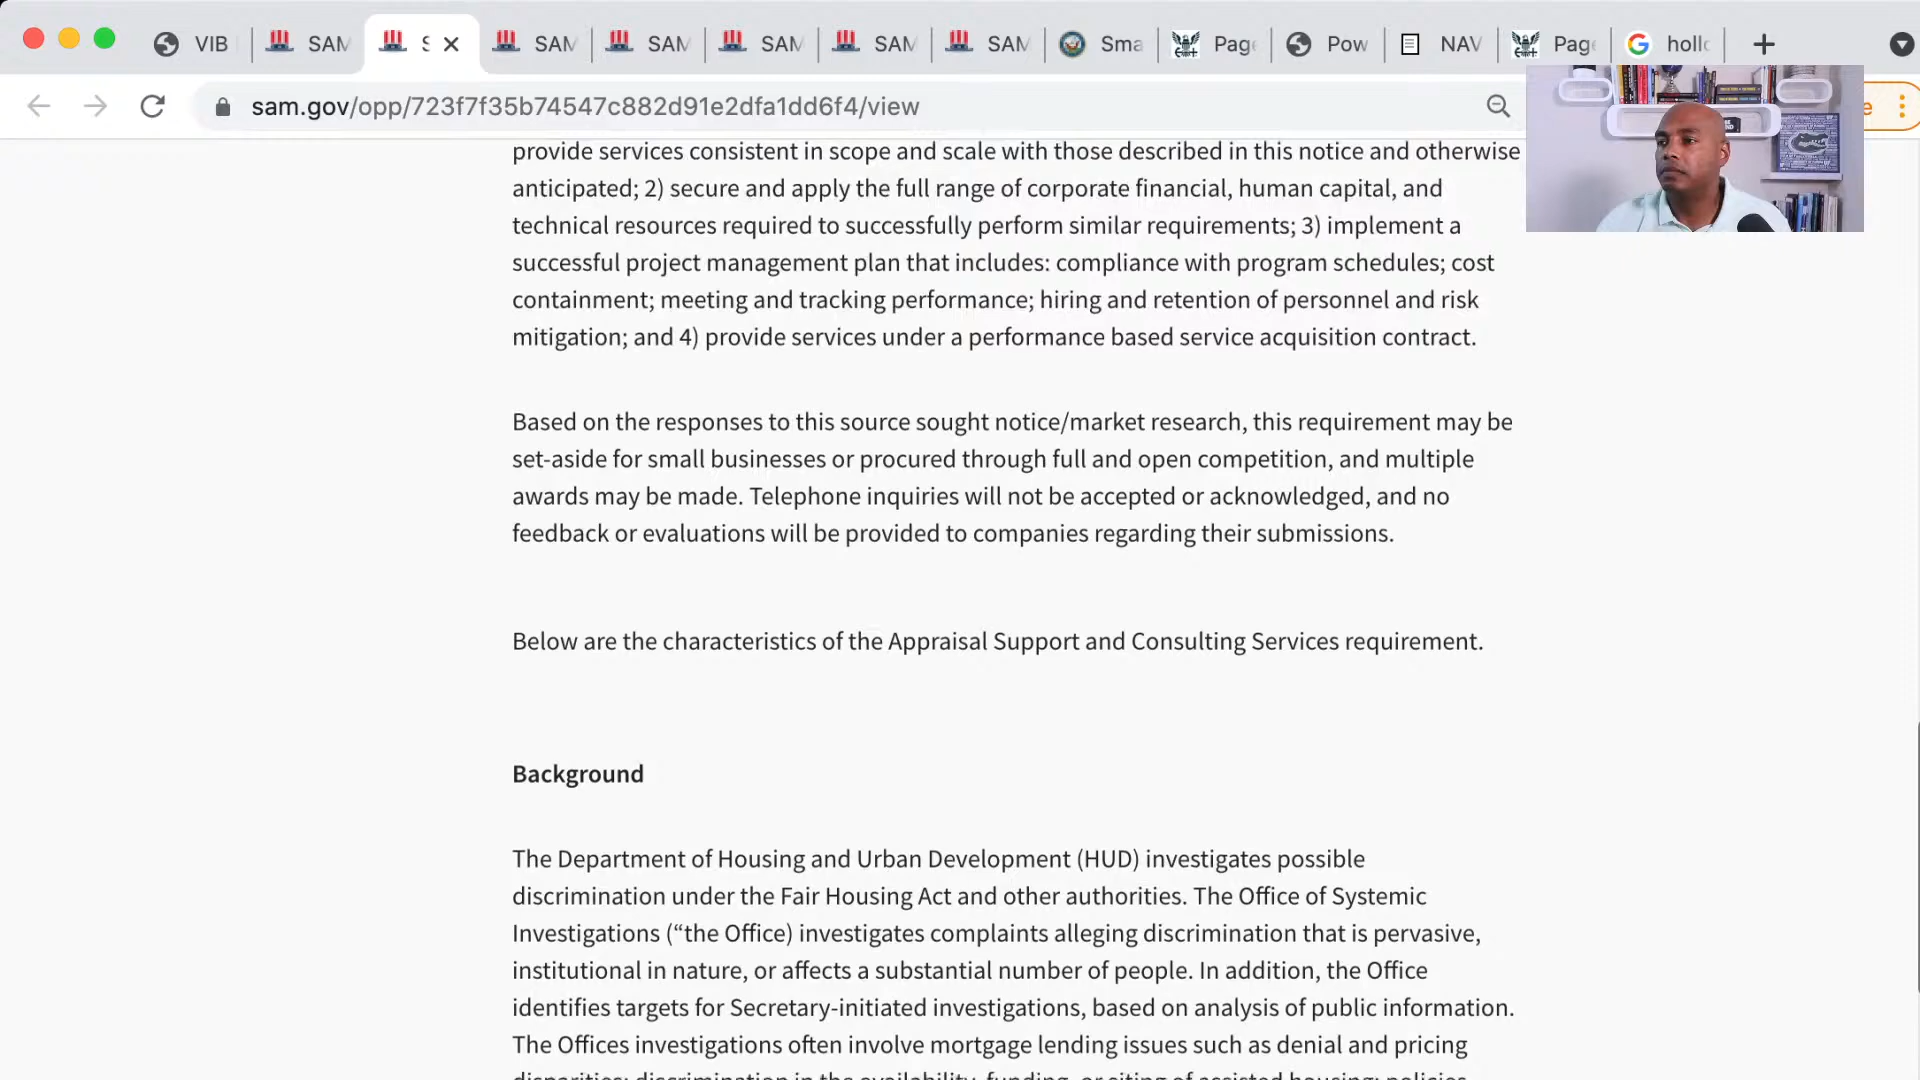 VIB
SAM
S
SAM
SAM
SAM
SAM
SAM
Sma
Page
Pow
NAV
Page
hollo
sam.gov/opp/723f7f35b74547c882d91e2dfa1dd6f4/view
e
provide services consistent in scope and scale with those described in this notice and otherwise
anticipated; 2) secure and apply the full range of corporate financial, human capital, and
technical resources required to successfully perform similar requirements; 3) implement a
successful project management plan that includes: compliance with program schedules; cost
containment; meeting and tracking performance; hiring and retention of personnel and risk
mitigation; and 4) provide services under a performance based service acquisition contract.
Based on the responses to this source sought notice/market research, this requirement may be
set-aside for small businesses or procured through full and open competition, and multiple
awards may be made. Telephone inquiries will not be accepted or acknowledged, and no
feedback or evaluations will be provided to companies regarding their submissions.
Below are the characteristics of the Appraisal Support and Consulting Services requirement.
Background
The Department of Housing and Urban Development (HUD) investigates possible
discrimination under the Fair Housing Act and other authorities. The Office of Systemic
Investigations (“the Office) investigates complaints alleging discrimination that is pervasive,
institutional in nature, or affects a substantial number of people. In addition, the Office
identifies targets for Secretary-initiated investigations, based on analysis of public information.
The Offices investigations often involve mortgage lending issues such as denial and pricing
disparities; discrimination in the availability, funding, or siting of assisted housing; policies